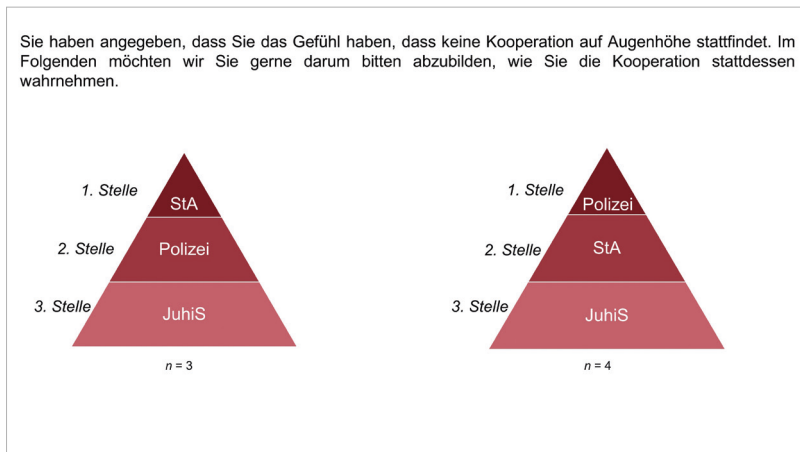 Sie haben angegeben, dass Sie das Gefühl haben, dass keine Kooperation auf Augenhöhe stattfindet. Im
Folgenden möchten wir Sie gerne darum bitten abzubilden, wie Sie die Kooperation stattdessen
wahrnehmen.
1. Stelle
StA
2. Stelle
Polizei
3. Stelle
JuhiS
n = 3
1. Stelle
Polizei
2. Stelle
StA
3. Stelle
JuhiS
n = 4